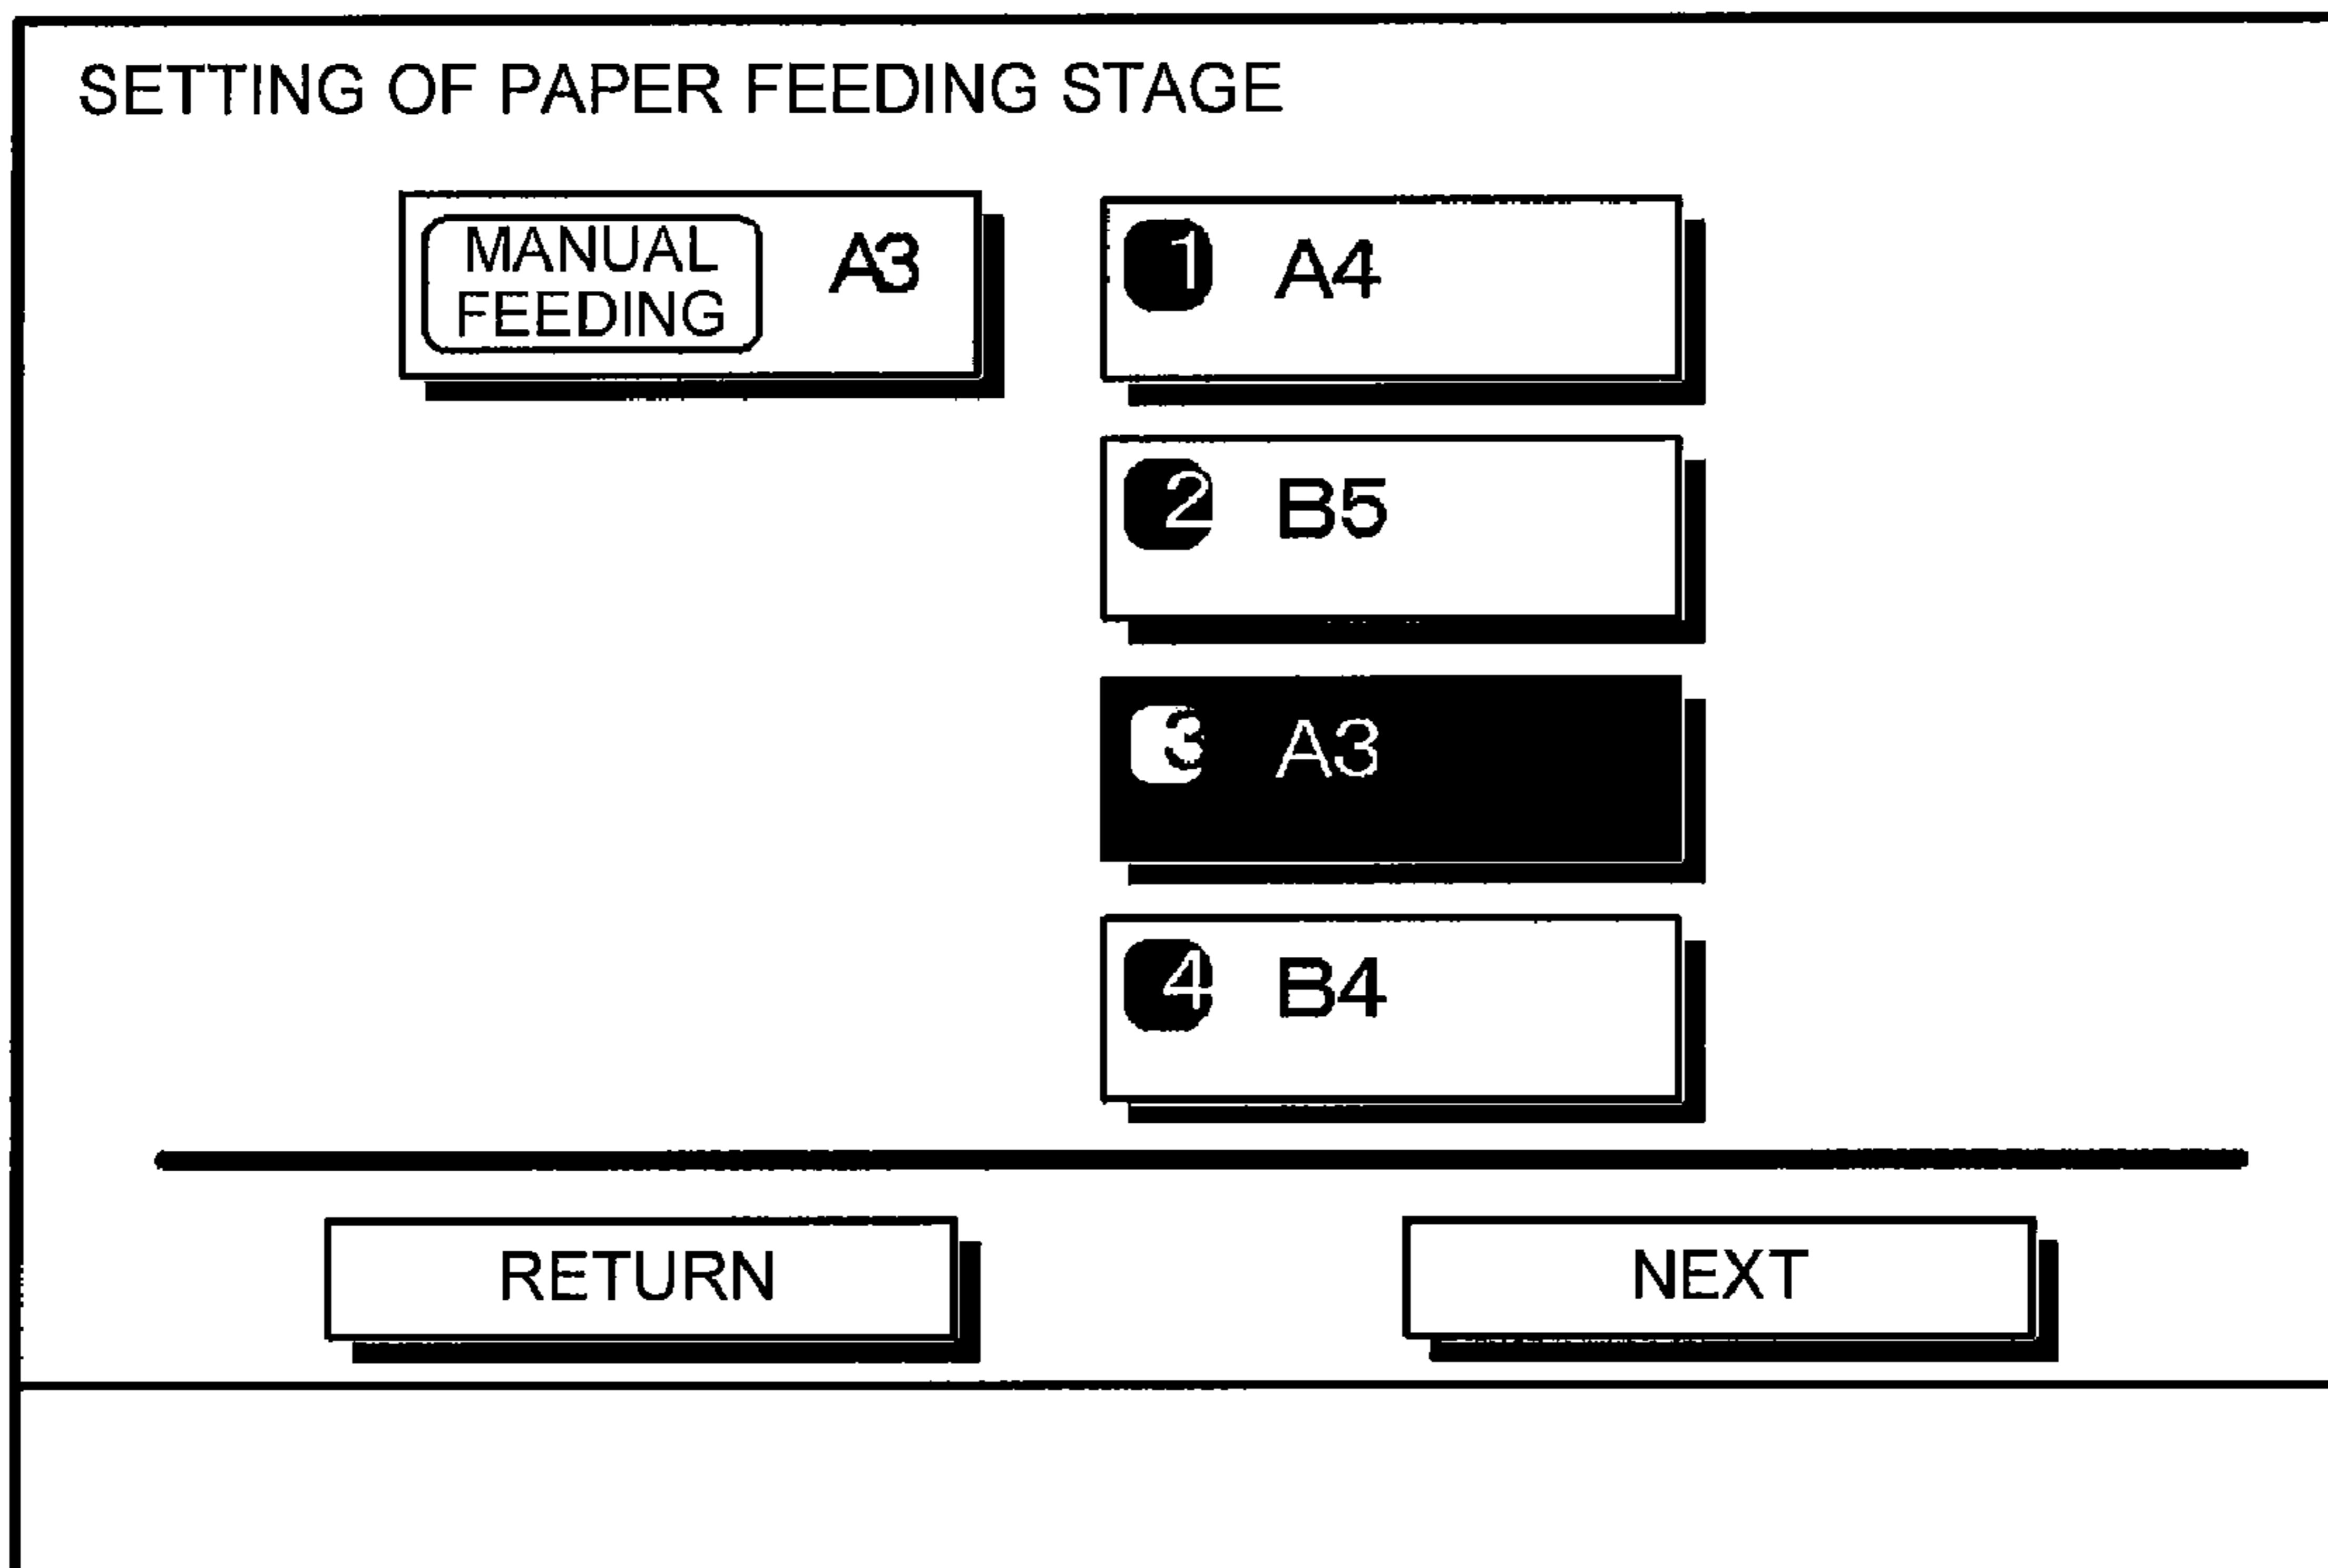 SETTING OF PAPER FEEDING STAGE
MANUAL
FEEDING
A3
1 A4
2 B5
3 A3
4 B4
RETURN
NEXT